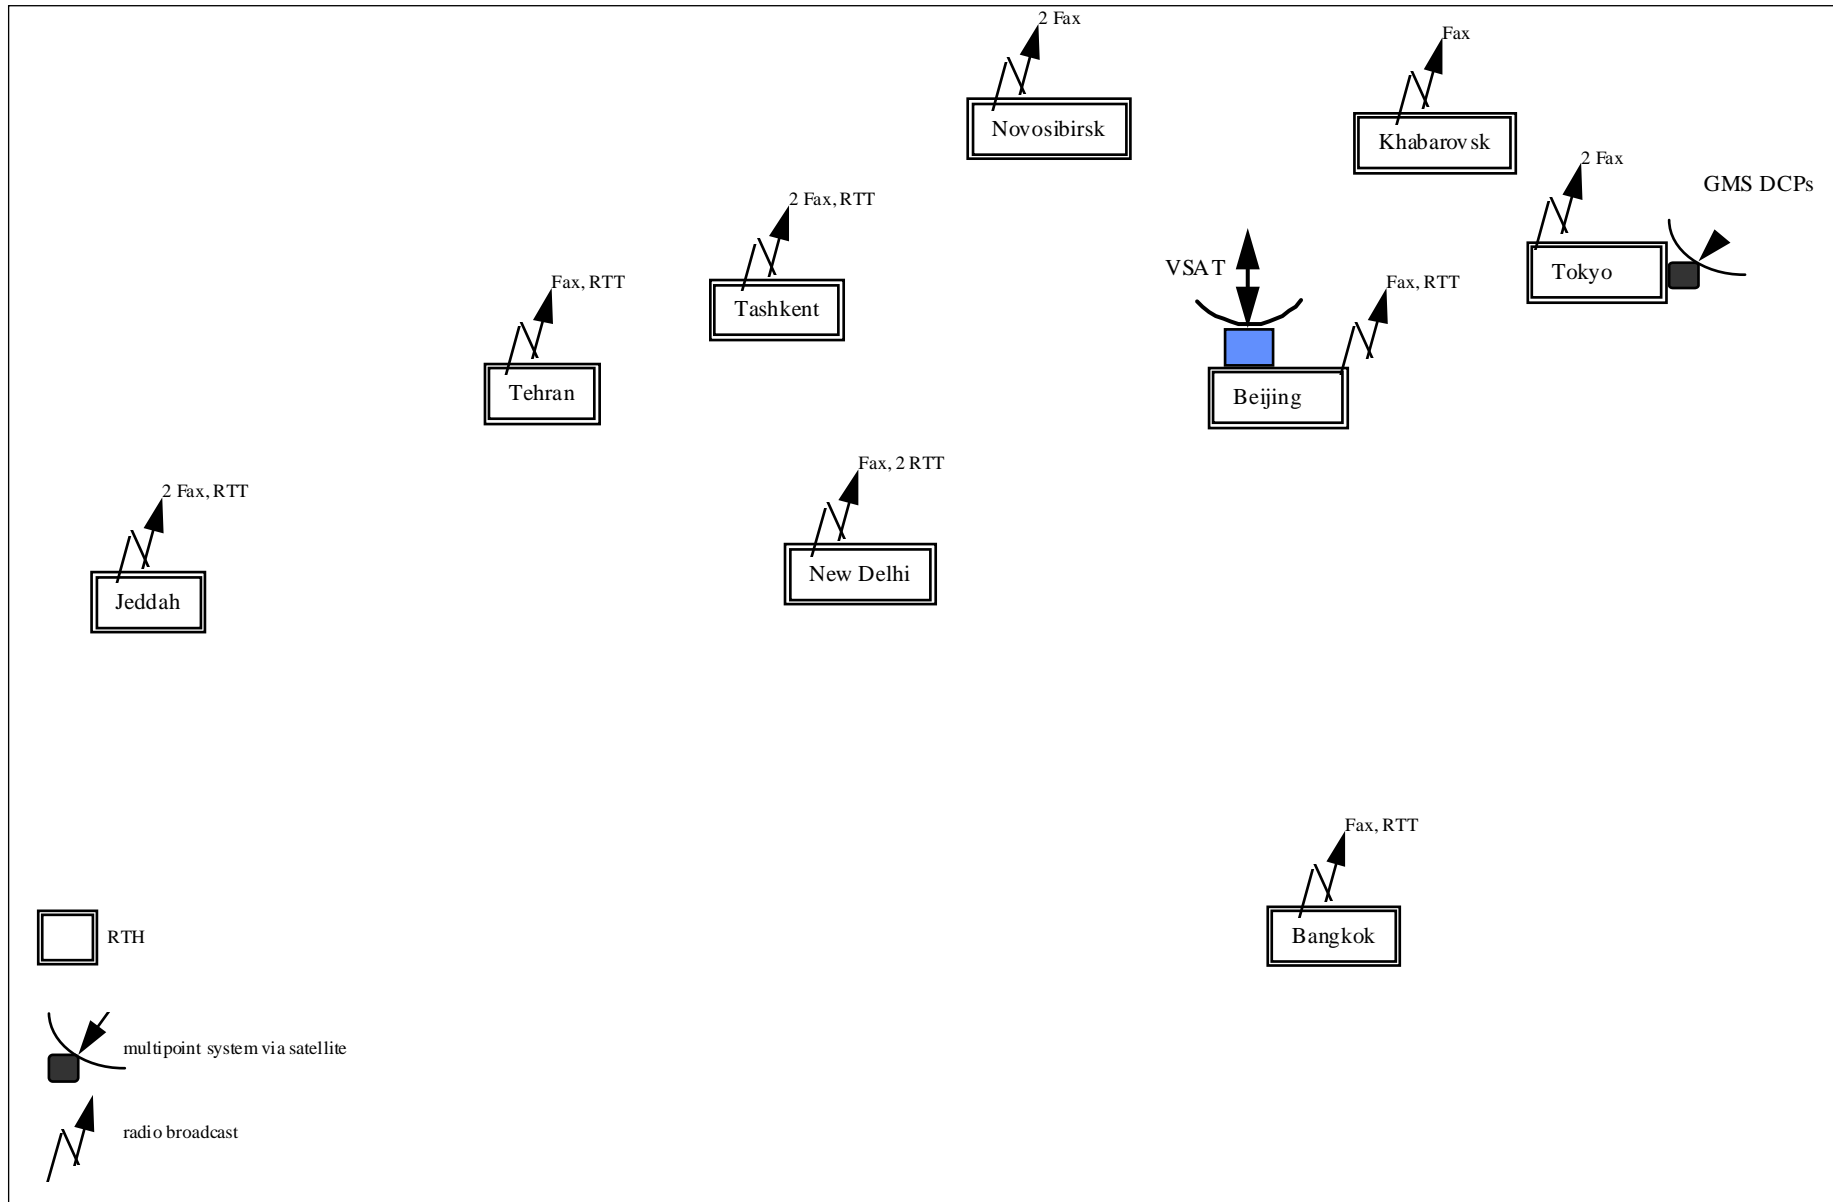 2 Fax
Fax
Novosibirsk
Khabarovsk
2 Fax
GMS DCPs
2 Fax, RTT
VSAT
Tokyo
Fax, RTT
Fax, RTT
Tashkent
Tehran
Beijing
Fax, 2 RTT
2 Fax, RTT
New Delhi
Jeddah
Fax, RTT
Bangkok
RTH
multipoint system via satellite
radio broadcast